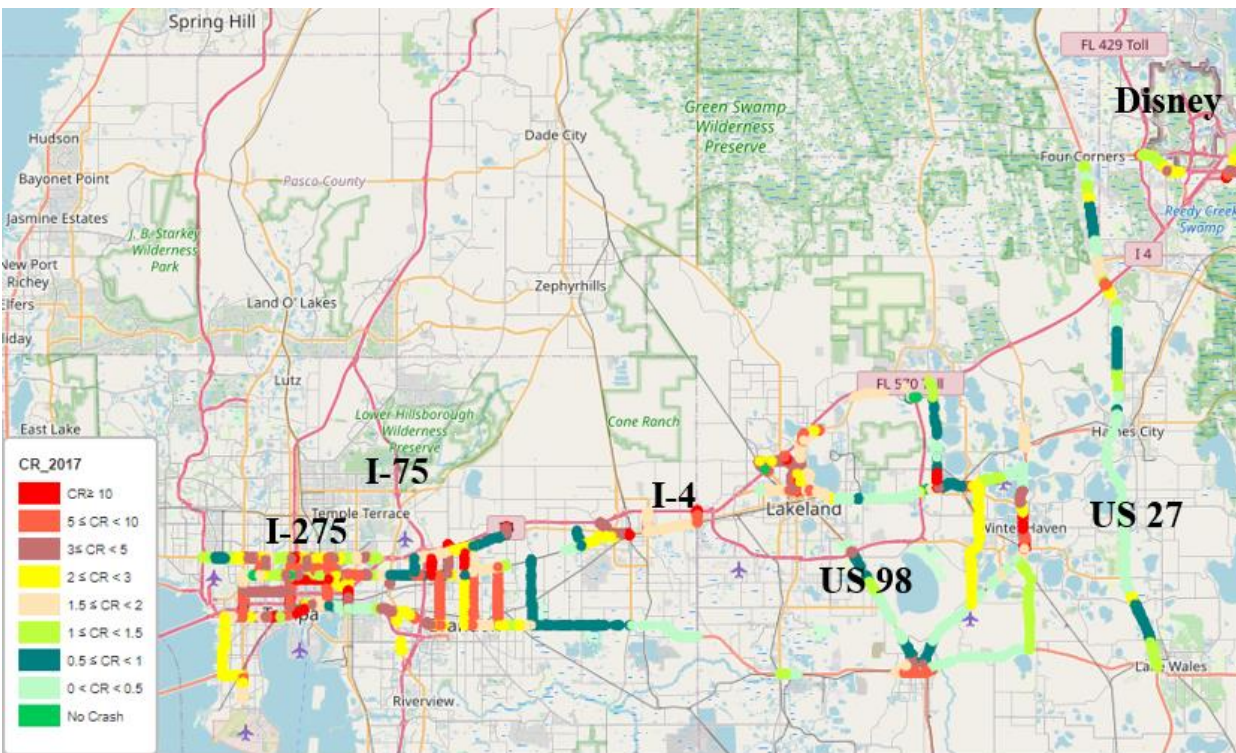 Spring Hill
FL 429 Toll
Disney
Green Swamp
Wilderness
Preserve
Hudson
Dade City
Four Corners
Bayonet Point
Pasco County
Jasmine Estates
Reedy Creek
Swamp
J. B. Starkey
Wilderness
Park
I 4
New Port
Richey
Elfers
Zephyrhills
Land O' Lakes
liday
Lutz
FL 570 Toll
Lower Hillsborough
Wilderness
Preserve
East Lake
Cone Ranch
Haines City
CR_2017
CR≥ 10
5 ≤ CR < 10
3≤ CR < 5
2 ≤ CR < 3
1.5 ≤ CR < 2
1 ≤ CR < 1.5
0.5 ≤ CR < 1
0 < CR < 0.5
No Crash
I-75
I-4
Temple Terrace
Lakeland
US 27
I-275
Winter Haven
US 98
Lake Wales
Riverview